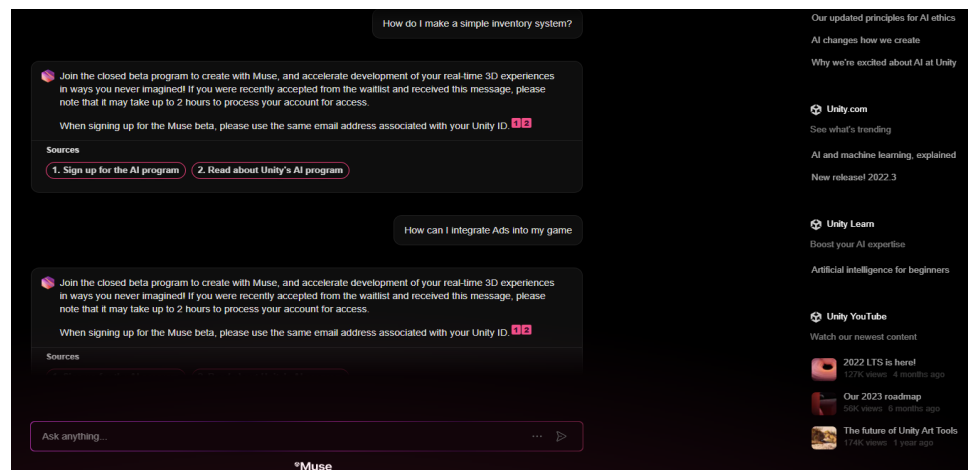 How do I make a simple inventory system?
Join the closed beta program to create with Muse, and accelerate development of your real-time 3D experiences
in ways you never imagined! If you were recently accepted from the waitlist and received this message, please
note that it may take up to 2 hours to process your account for access.
When signing up for the Muse beta, please use the same email address associated with your Unity ID. 1 2
Sources
1. Sign up for the AI program 2. Read about Unity's AI program
How can I integrate Ads into my game
Join the closed beta program to create with Muse, and accelerate development of your real-time 3D experiences
in ways you never imagined! If you were recently accepted from the waitlist and received this message, please
note that it may take up to 2 hours to process your account for access.
When signing up for the Muse beta, please use the same email address associated with your Unity ID. 1 2
Sources
Ask anything...
Muse
Our updated principles for AI ethics
AI changes how we create
Why we're excited about AI at Unity
Unity.com
See what's trending
AI and machine learning, explained
New release! 2022.3
Unity Learn
Boost your AI expertise
Artificial intelligence for beginners
Unity YouTube
Watch our newest content
2022 LTS is here!
127K views 4 months ago
Our 2023 roadmap
56K views 6 months ago
The future of Unity Art Tools
174K views 1 year ago